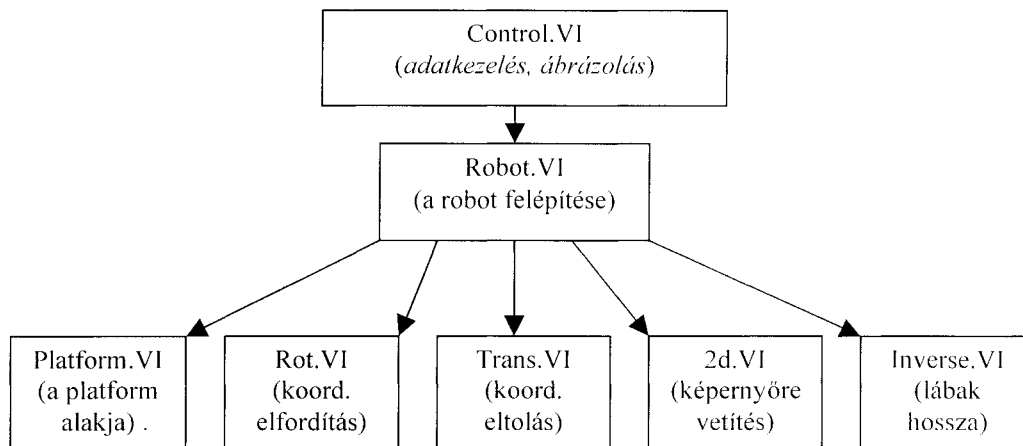 Control.VI
(adatkezelés, ábrázolás)
Robot.VI
(a robot felépítése)
Platform.VI
(a platform
alakja) .
Rot.VI
(koord.
elfordítás)
Trans.VI
(koord.
eltolás)
2d.VI
(képernyőre
vetítés)
Inverse.VI
(lábak
hossza)